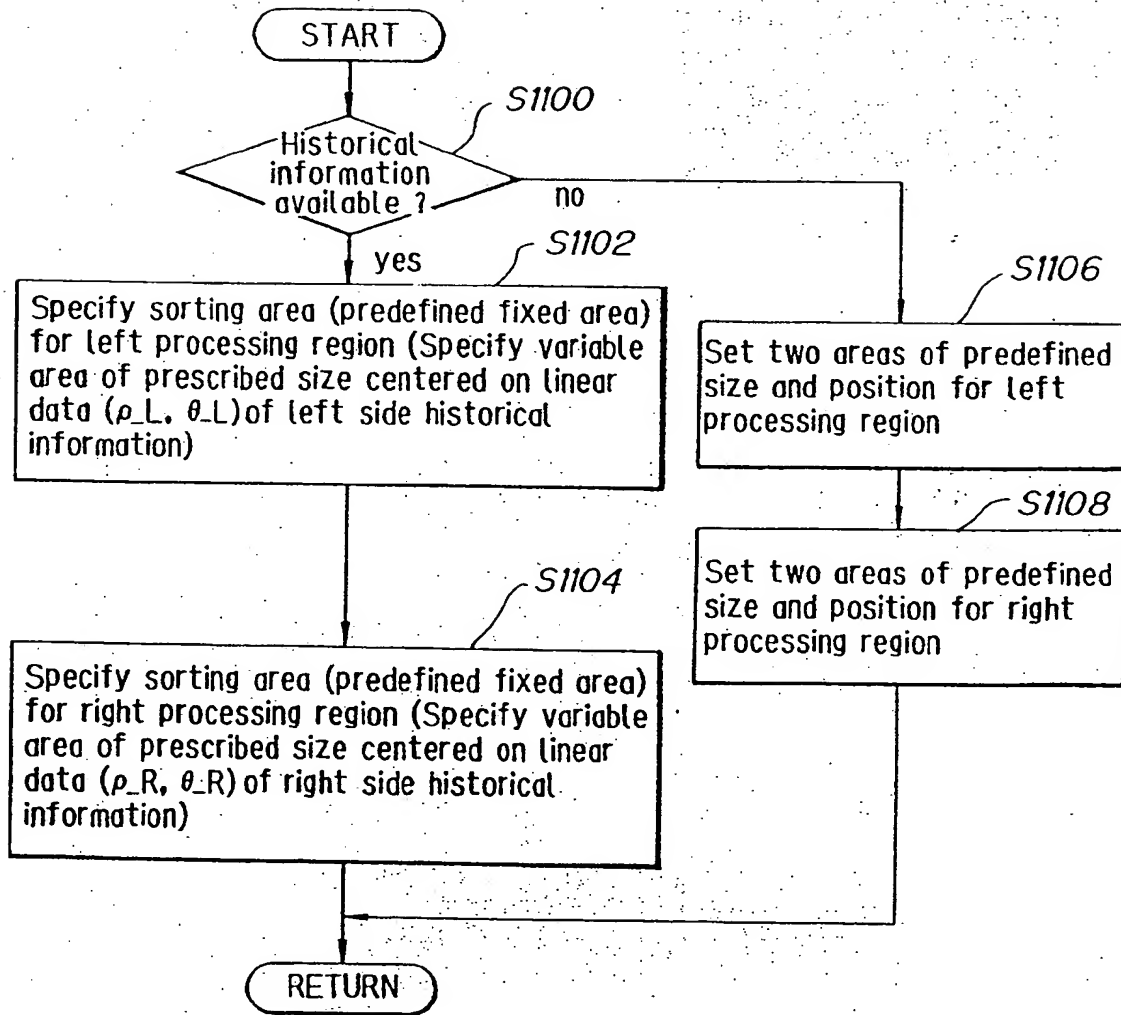 START
S1100
Historical
information
available ?
no
yes
S1102
Specify sorting area (predefined fixed area)
for left processing region (Specify variable
area of prescribed size centered on linear
data (ρ_L, θ_L) of left side historical
information)
S1104
Specify sorting area (predefined fixed area)
for right processing region (Specify variable
area of prescribed size centered on linear
data (ρ_R, θ_R) of right side historical
information)
S1106
Set two areas of predefined
size and position for left
processing region
S1108
Set two areas of predefined
size and position for right
processing region
RETURN